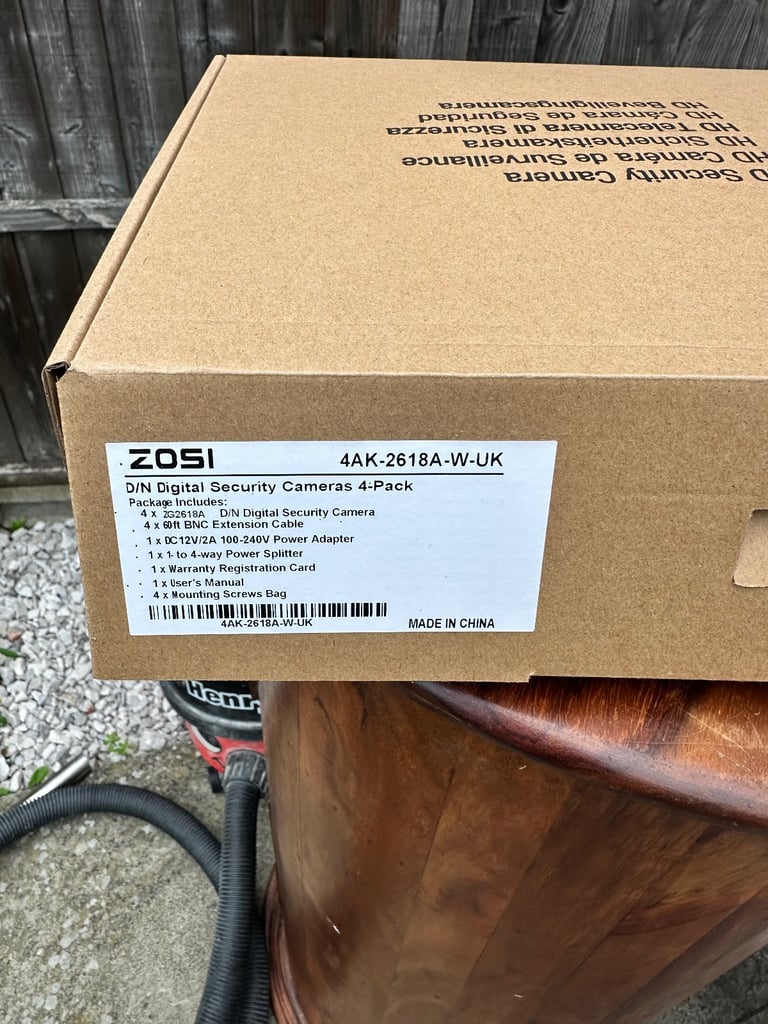 HD Beveiligingscamera
HD Cámara de Seguridad
HD Telecamera di Sicurezza
HD Sicherheitskamera
HD Caméra de Surveillance
D Security Camera
ZOSI 4AK-2618A-W-UK
D/N Digital Security Cameras 4-Pack
Package Includes:
4 x ZG2618A D/N Digital Security Camera
4 x 60ft BNC Extension Cable
1 x DC12V/2A 100-240V Power Adapter
1 x 1- to 4-way Power Splitter
1 x Warranty Registration Card
1 x User's Manual
4 x Mounting Screws Bag
4AK-2618A-W-UK MADE IN CHINA
Henry